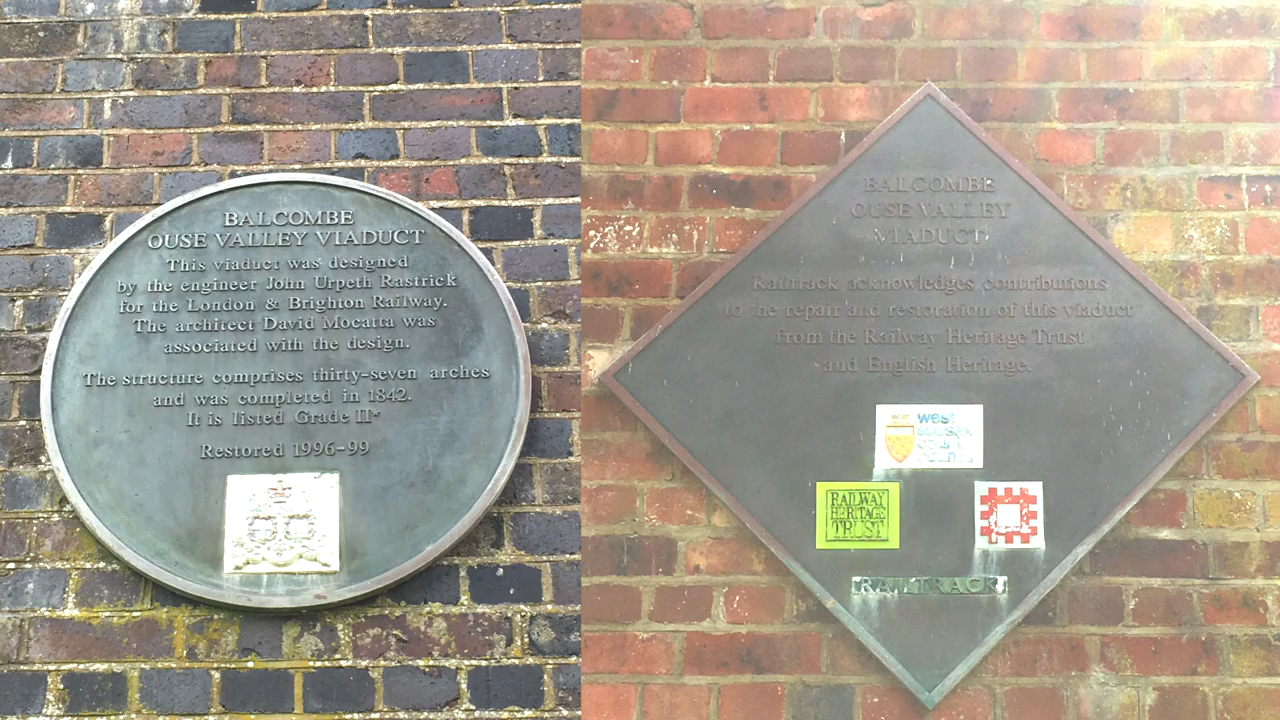 BALCOMBE
OUSE VALLEY VIADUCT
This viaduct was designed
by the engineer John Urpeth Rastrick
for the London & Brighton Railway.
The architect David Mocatta was
associated with the design.
The structure comprises thirty-seven arches
and was completed in 1842.
It is listed Grade II*
Restored 1996-99
BALCOMBE
OUSE VALLEY
VIADUCT
Railtrack acknowledges contributions
to the repair and restoration of this viaduct
from the Railway Heritage Trust
and English Heritage.
west
sussex
county
council
RAILWAY
HERITAGE
TRUST
RAILTRACK